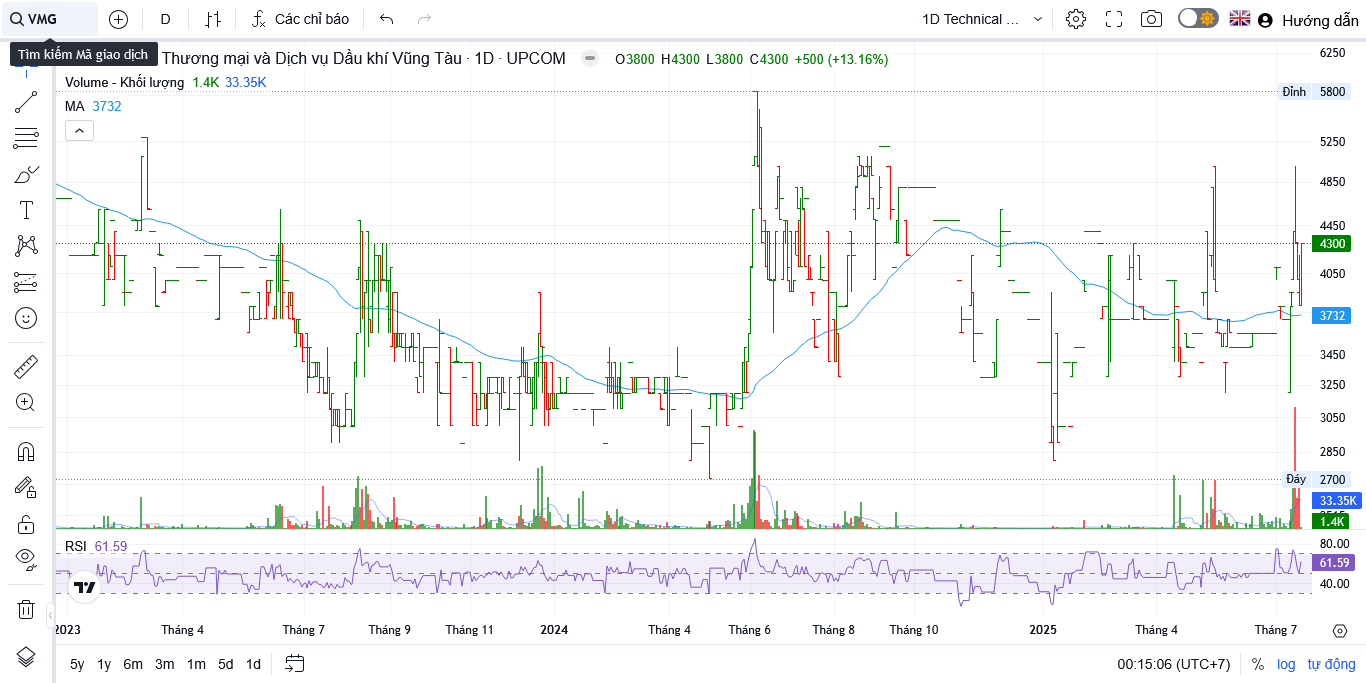 VMG
D
Các chỉ báo
1D Technical ...
Hướng dẫn
Tìm kiếm Mã giao dịch
Thương mại và Dịch vụ Dầu khí Vũng Tàu · 1D · UPCOM O3800 H4300 L3800 C4300 +500 (+13.16%)
Volume - Khối lượng 1.4K 33.35K
MA 3732
6250
Đỉnh 5800
5250
4850
4450
4300
4050
3732
3450
3250
3050
2850
Đáy 2700
33.35K
1.4K
RSI 61.59
80.00
61.59
40.00
2023 Tháng 4 Tháng 7 Tháng 9 Tháng 11 2024 Tháng 4 Tháng 6 Tháng 8 Tháng 10 2025 Tháng 4 Tháng 7
5y 1y 6m 3m 1m 5d 1d
00:15:06 (UTC+7) % log tự động